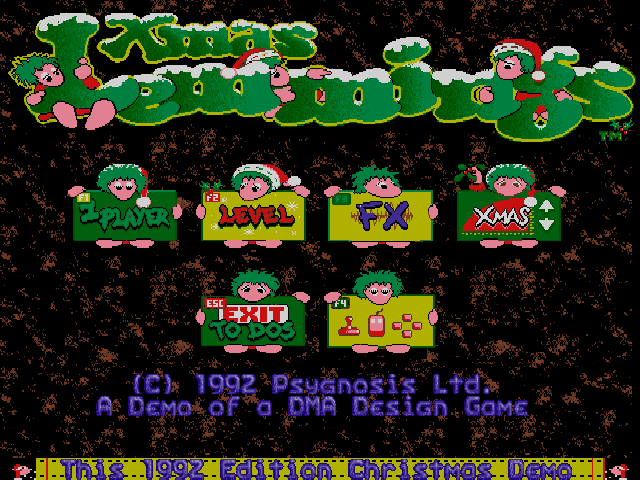 Xmas
Lemmings
TM
F1
1 PLAYER
F2
LEVEL
F3
FX
XMAS
ESC
EXIT
TO DOS
F4
(C) 1992 Psygnosis Ltd.
A Demo of a DMA Design Game
This 1992 Edition Christmas Demo